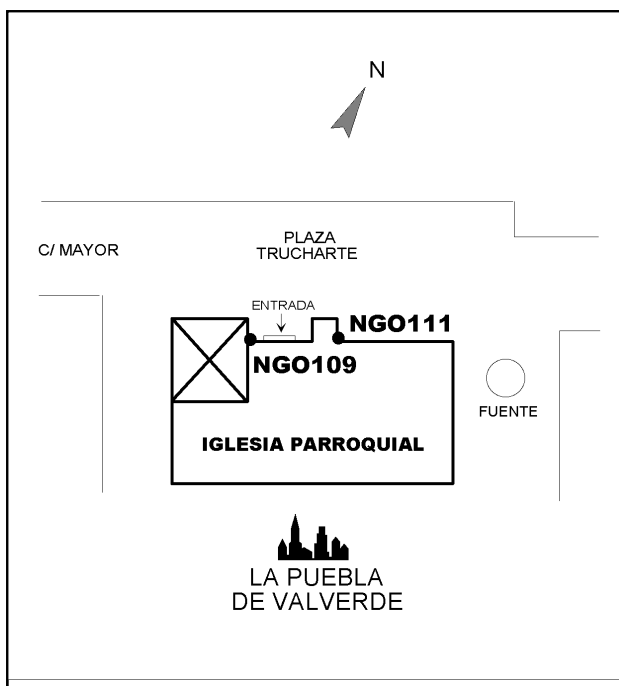 N
C/ MAYOR
PLAZA
TRUCHARTE
ENTRADA
NGO111
NGO109
FUENTE
IGLESIA PARROQUIAL
LA PUEBLA
DE VALVERDE